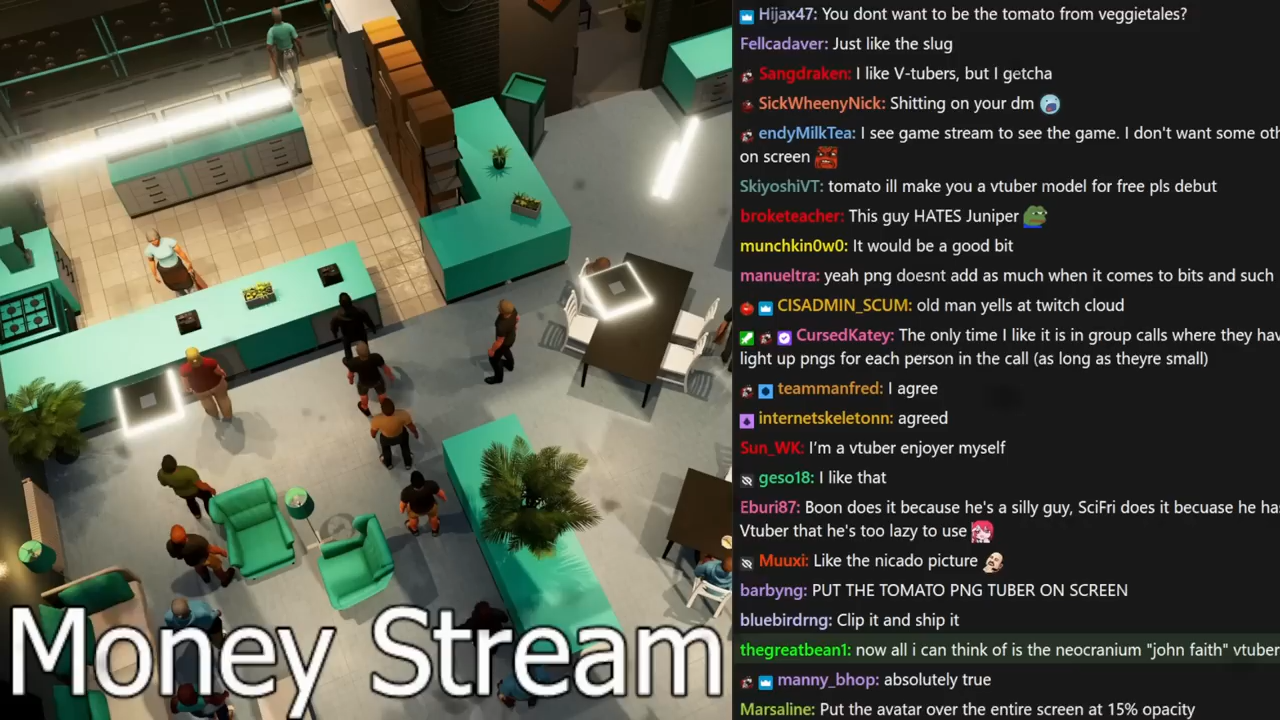 Hijax47: You dont want to be the tomato from veggietales?
Fellcadaver: Just like the slug
Sangdraken: I like V-tubers, but I getcha
SickWheenyNick: Shitting on your dm
endyMilkTea: I see game stream to see the game. I don't want some oth
on screen
SkiyoshiVT: tomato ill make you a vtuber model for free pls debut
broketeacher: This guy HATES Juniper
munchkin0w0: It would be a good bit
manueltra: yeah png doesnt add as much when it comes to bits and such
CISADMIN_SCUM: old man yells at twitch cloud
CursedKatey: The only time I like it is in group calls where they hav
light up pngs for each person in the call (as long as theyre small)
teammanfred: I agree
internetskeletonn: agreed
Sun_WK: I'm a vtuber enjoyer myself
geso18: I like that
Eburi87: Boon does it because he's a silly guy, SciFri does it becuase he has
Vtuber that he's too lazy to use
Muuxi: Like the nicado picture
barbyng: PUT THE TOMATO PNG TUBER ON SCREEN
bluebirdrng: Clip it and ship it
thegreatbean1: now all i can think of is the neocranium "john faith" vtuber
manny_bhop: absolutely true
Marsaline: Put the avatar over the entire screen at 15% opacity
Money Stream